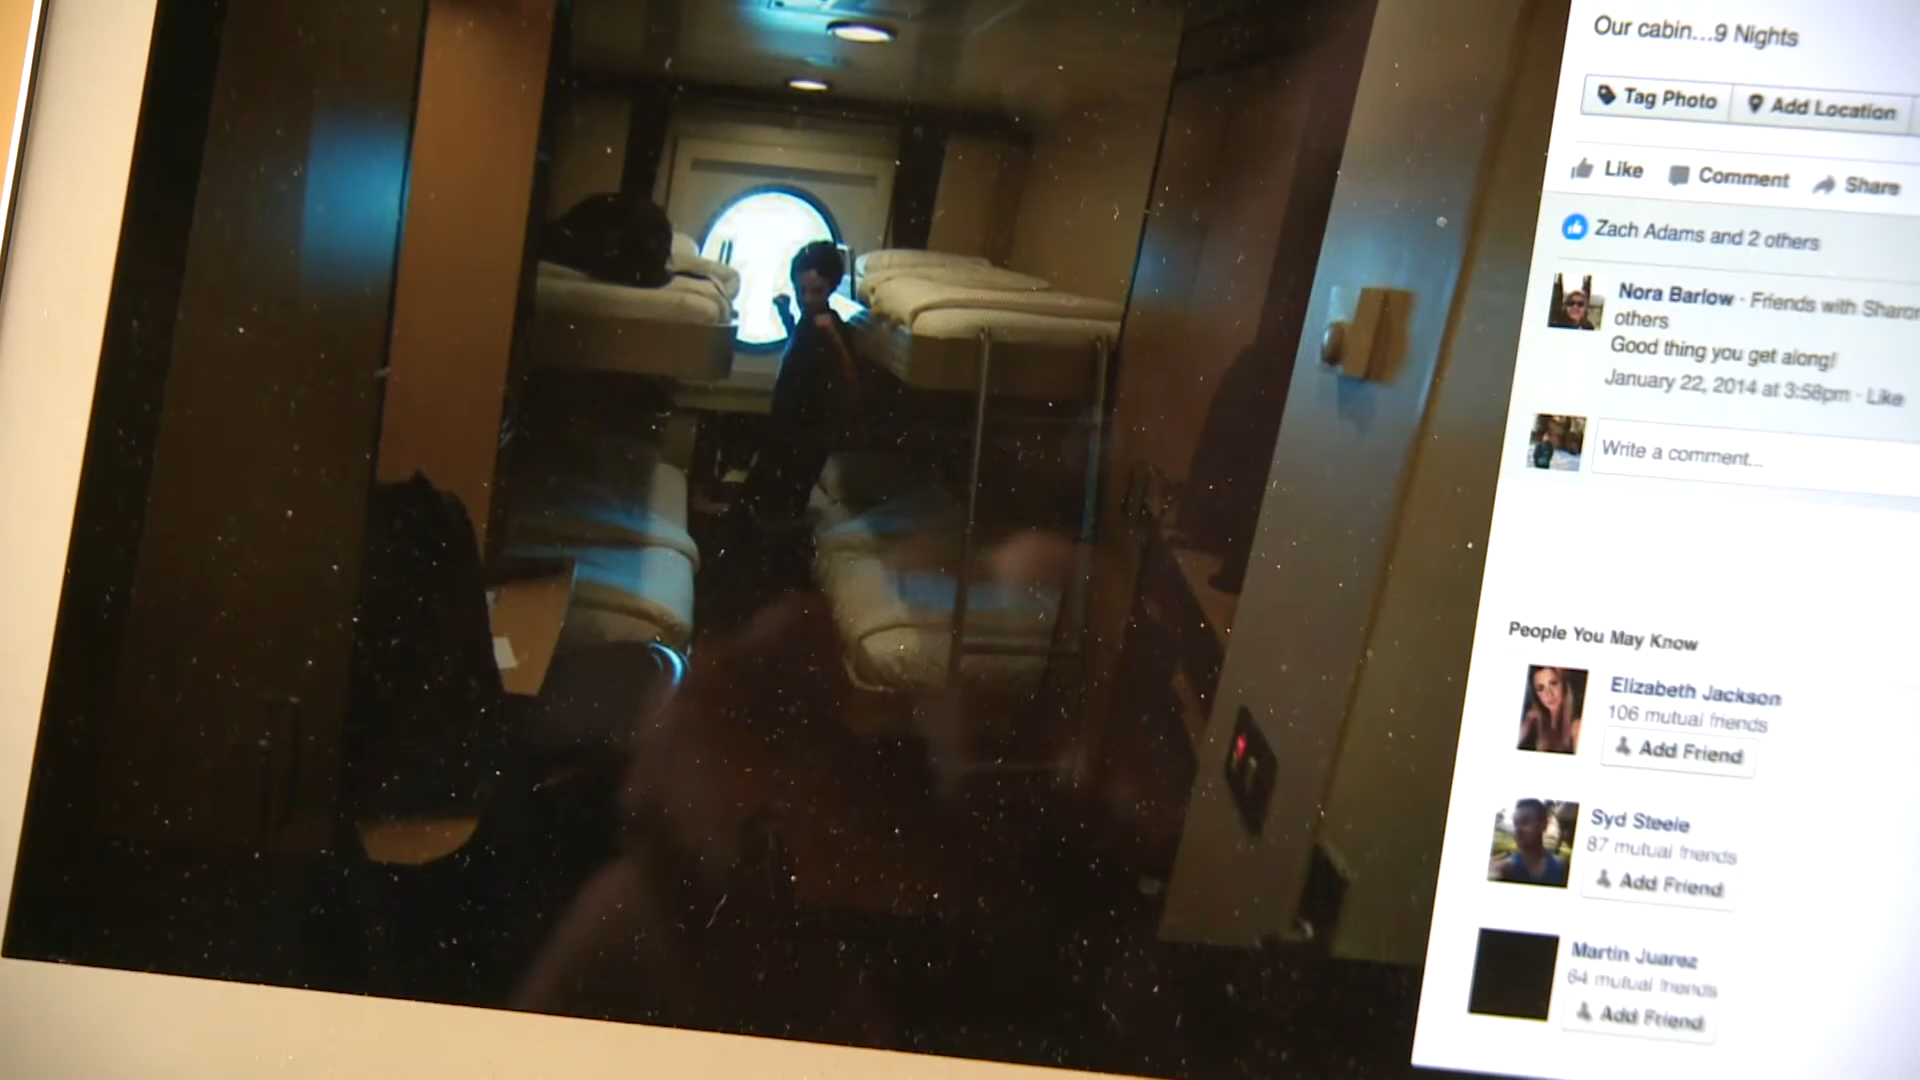 Our cabin...9 Nights
Tag Photo
Add Location
Like
Comment
Share
Zach Adams and 2 others
Nora Barlow · Friends with Sharon
others
Good thing you get along!
January 22, 2014 at 3:58pm · Like
Write a comment...
People You May Know
Elizabeth Jackson
106 mutual friends
Add Friend
Syd Steele
87 mutual friends
Add Friend
Martin Juarez
64 mutual friends
Add Friend